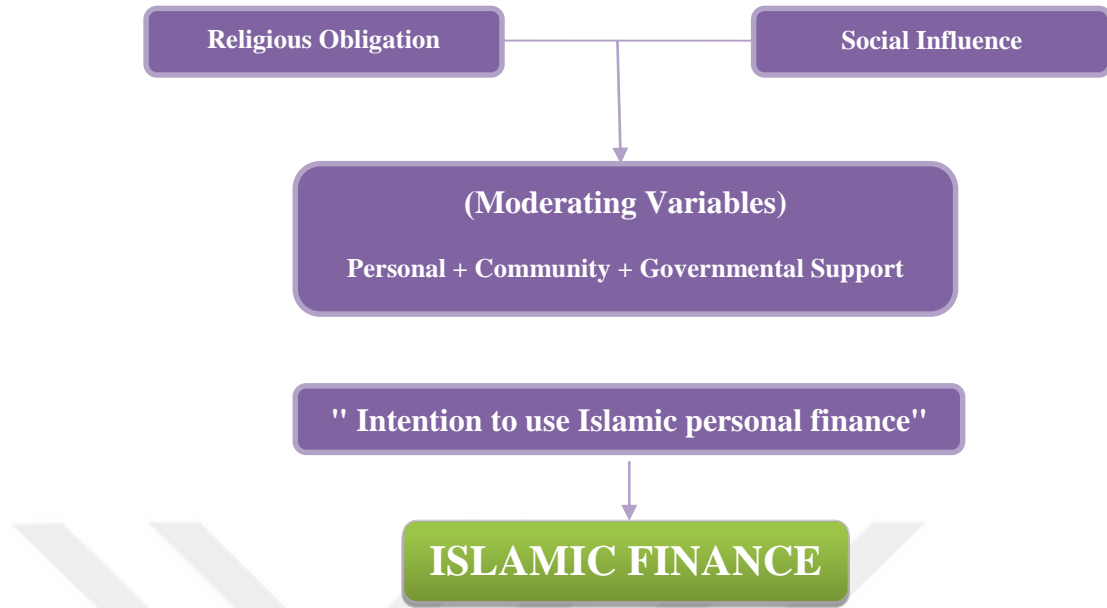 Religious Obligation
Social Influence
(Moderating Variables)
Personal + Community + Governmental Support
" Intention to use Islamic personal finance"
ISLAMIC FINANCE